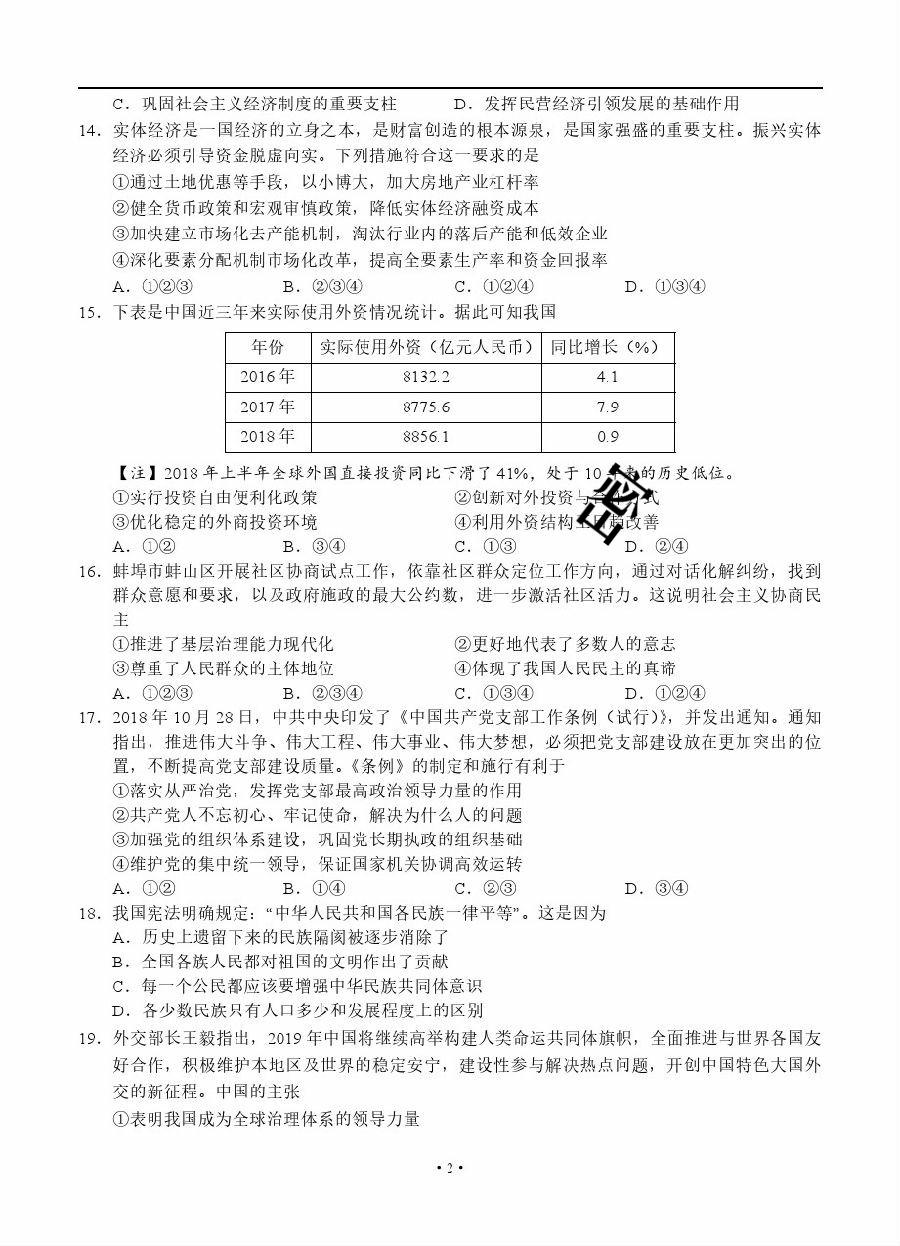 C．巩固社会主义经济制度的重要支柱 D．发挥民营经济引领发展的基础作用
14．实体经济是一国经济的立身之本，是财富创造的根本源泉，是国家强盛的重要支柱。振兴实体
经济必须引导资金脱虚向实。下列措施符合这一要求的是
①通过土地优惠等手段，以小博大，加大房地产业杠杆率
②健全货币政策和宏观审慎政策，降低实体经济融资成本
③加快建立市场化去产能机制，淘汰行业内的落后产能和低效企业
④深化要素分配机制市场化改革，提高全要素生产率和资金回报率
A．①②③ B．②③④ C．①②④ D．①③④
15．下表是中国近三年来实际使用外资情况统计。据此可知我国
年份 实际使用外资（亿元人民币） 同比增长（%）
2016年 8132.2 4.1
2017年 8775.6 7.9
2018年 8856.1 0.9
【注】2018年上半年全球外国直接投资同比下滑了41%，处于10年来的历史低位。
①实行投资自由便利化政策 ②创新对外投资与合作方式
③优化稳定的外商投资环境 ④利用外资结构正日趋改善
密
A．①② B．③④ C．①③ D．②④
16．蚌埠市蚌山区开展社区协商试点工作，依靠社区群众定位工作方向，通过对话化解纠纷，找到
群众意愿和要求，以及政府施政的最大公约数，进一步激活社区活力。这说明社会主义协商民
主
①推进了基层治理能力现代化 ②更好地代表了多数人的意志
③尊重了人民群众的主体地位 ④体现了我国人民民主的真谛
A．①②③ B．②③④ C．①③④ D．①②④
17．2018年10月28日，中共中央印发了《中国共产党支部工作条例（试行）》，并发出通知。通知
指出，推进伟大斗争、伟大工程、伟大事业、伟大梦想，必须把党支部建设放在更加突出的位
置，不断提高党支部建设质量。《条例》的制定和施行有利于
①落实从严治党，发挥党支部最高政治领导力量的作用
②共产党人不忘初心、牢记使命，解决为什么人的问题
③加强党的组织体系建设，巩固党长期执政的组织基础
④维护党的集中统一领导，保证国家机关协调高效运转
A．①② B．①④ C．②③ D．③④
18．我国宪法明确规定：“中华人民共和国各民族一律平等”。这是因为
A．历史上遗留下来的民族隔阂被逐步消除了
B．全国各族人民都对祖国的文明作出了贡献
C．每一个公民都应该要增强中华民族共同体意识
D．各少数民族只有人口多少和发展程度上的区别
19．外交部长王毅指出，2019年中国将继续高举构建人类命运共同体旗帜，全面推进与世界各国友
好合作，积极维护本地区及世界的稳定安宁，建设性参与解决热点问题，开创中国特色大国外
交的新征程。中国的主张
①表明我国成为全球治理体系的领导力量
·2·